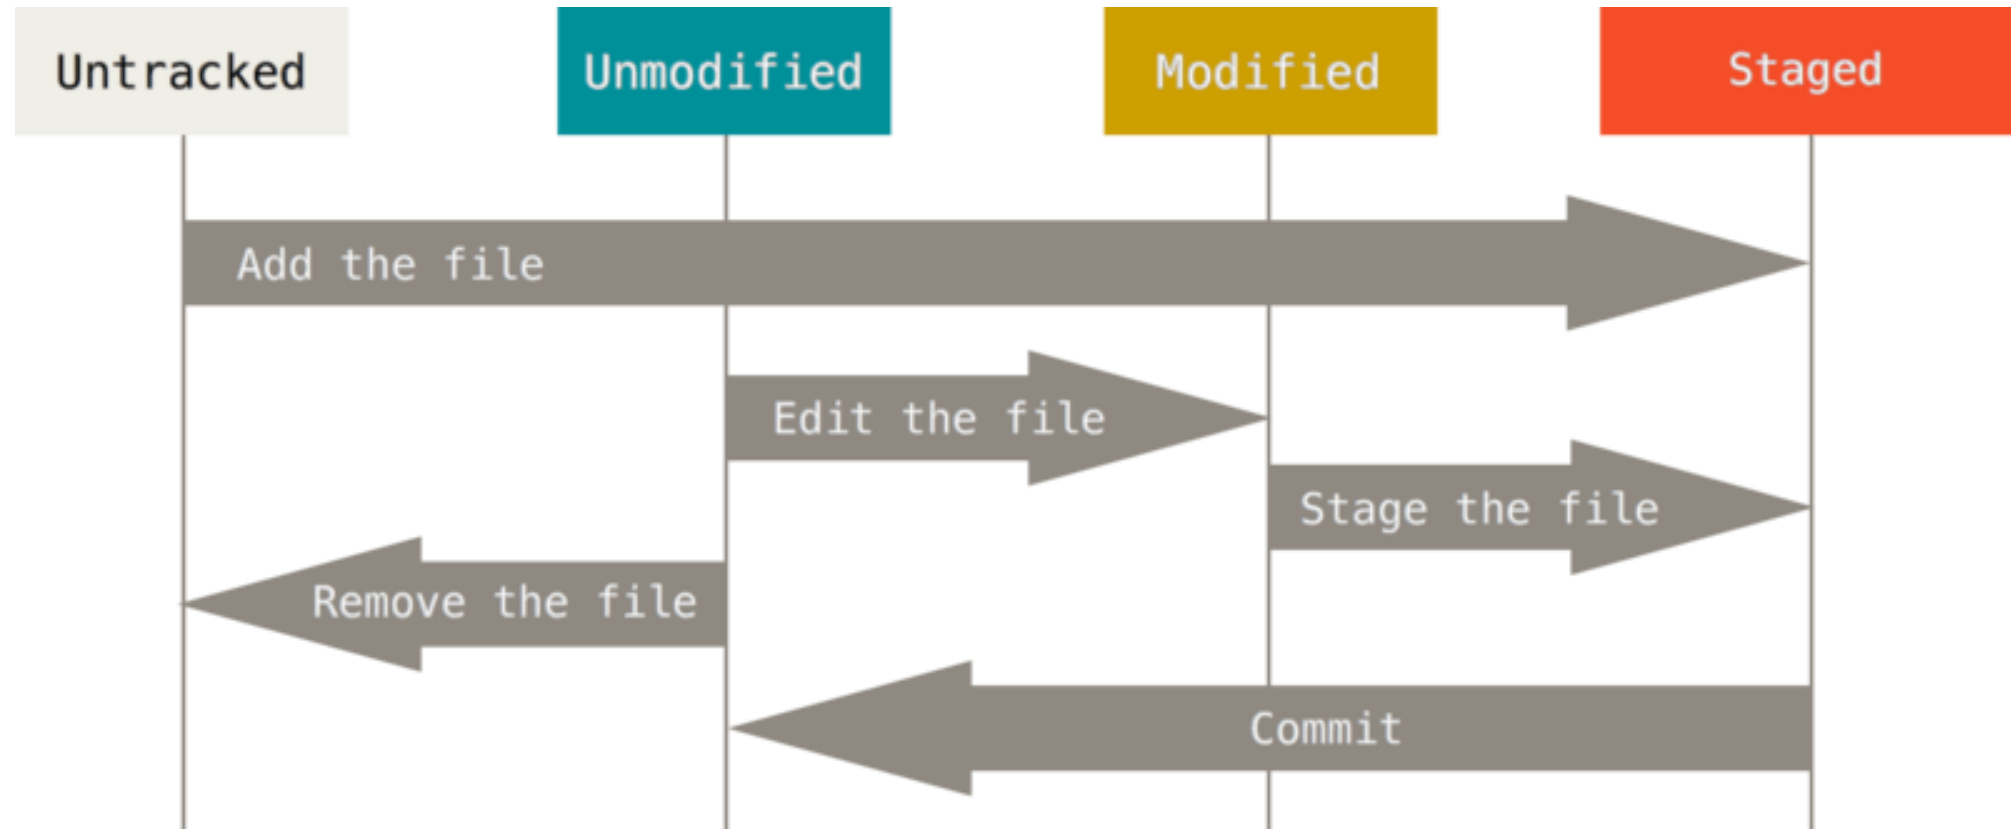 Untracked
Unmodified
Modified
Staged
Add the file
Edit the file
Stage the file
Remove the file
Commit